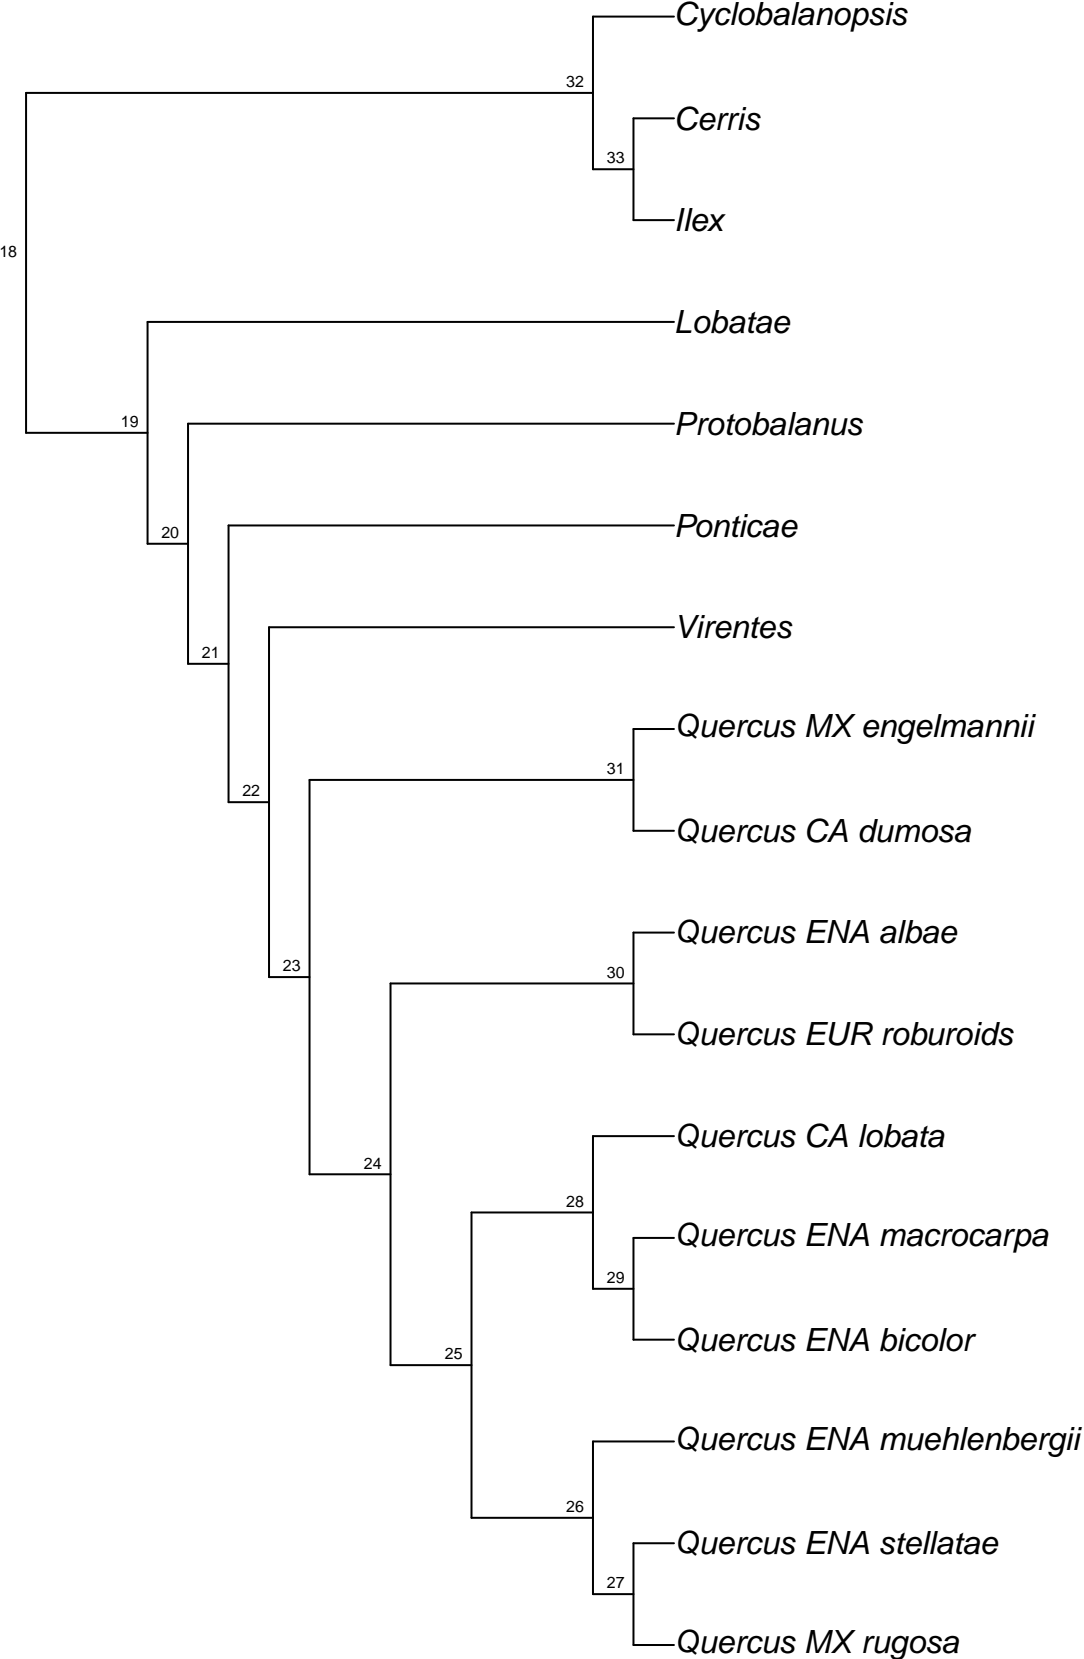 Cyclobalanopsis
32
Cerris
33
Ilex
18
Lobatae
19
Protobalanus
20
Ponticae
21
Virentes
22
Quercus MX engelmannii
31
Quercus CA dumosa
23
Quercus ENA albae
30
Quercus EUR roburoids
24
Quercus CA lobata
28
Quercus ENA macrocarpa
29
Quercus ENA bicolor
25
Quercus ENA muehlenbergii
26
Quercus ENA stellatae
27
Quercus MX rugosa